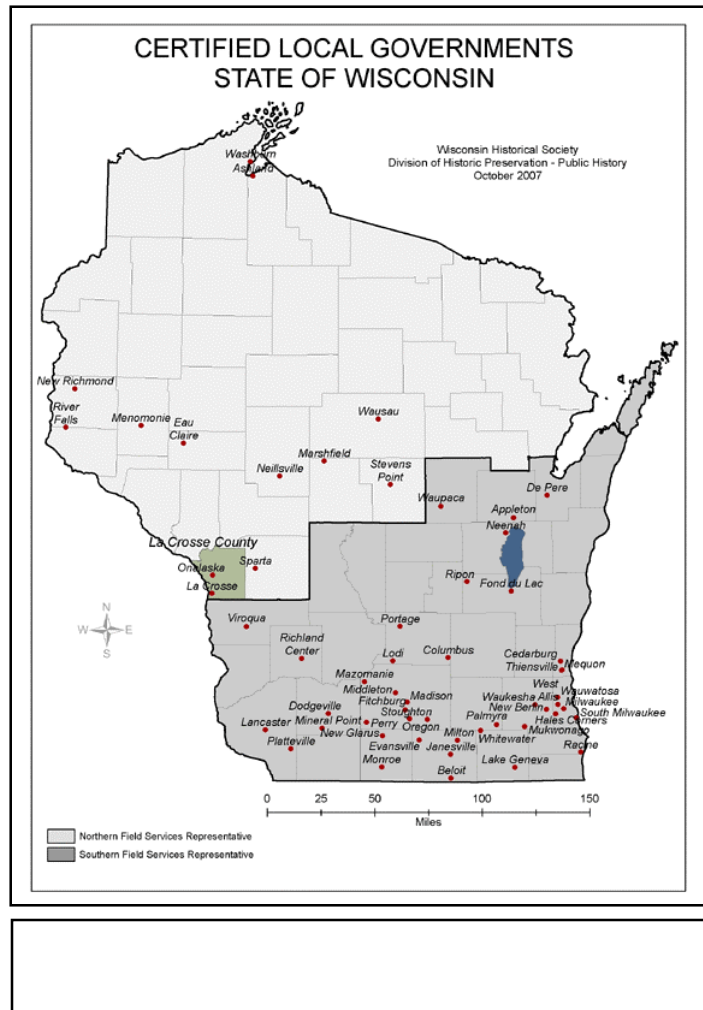 CERTIFIED LOCAL GOVERNMENTS
STATE OF WISCONSIN
Wisconsin Historical Society
Division of Historic Preservation - Public History
October 2007
Washburn
Ashland
New Richmond
River
Falls
Menomonie
Eau
Claire
Wausau
Marshfield
Neillsville
Stevens
Point
De Pere
Waupaca
Appleton
Neenah
La Crosse County
Onalaska
Sparta
La Crosse
Ripon
Fond du Lac
N
W
E
S
Viroqua
Portage
Richland
Center
Lodi
Columbus
Cedarburg
Thiensville
Mequon
Mazomanie
Middleton
Fitchburg
Madison
West
Allis
Waukesha
Wauwatosa
Milwaukee
New Berlin
South Milwaukee
Dodgeville
Stoughton
Palmyra
Hales Corners
Lancaster
Mineral Point
Perry
Oregon
Mukwonago
New Glarus
Milton
Whitewater
Platteville
Evansville
Janesville
Racine
Monroe
Beloit
Lake Geneva
0 25 50 100 150
Miles
Northern Field Services Representative
Southern Field Services Representative